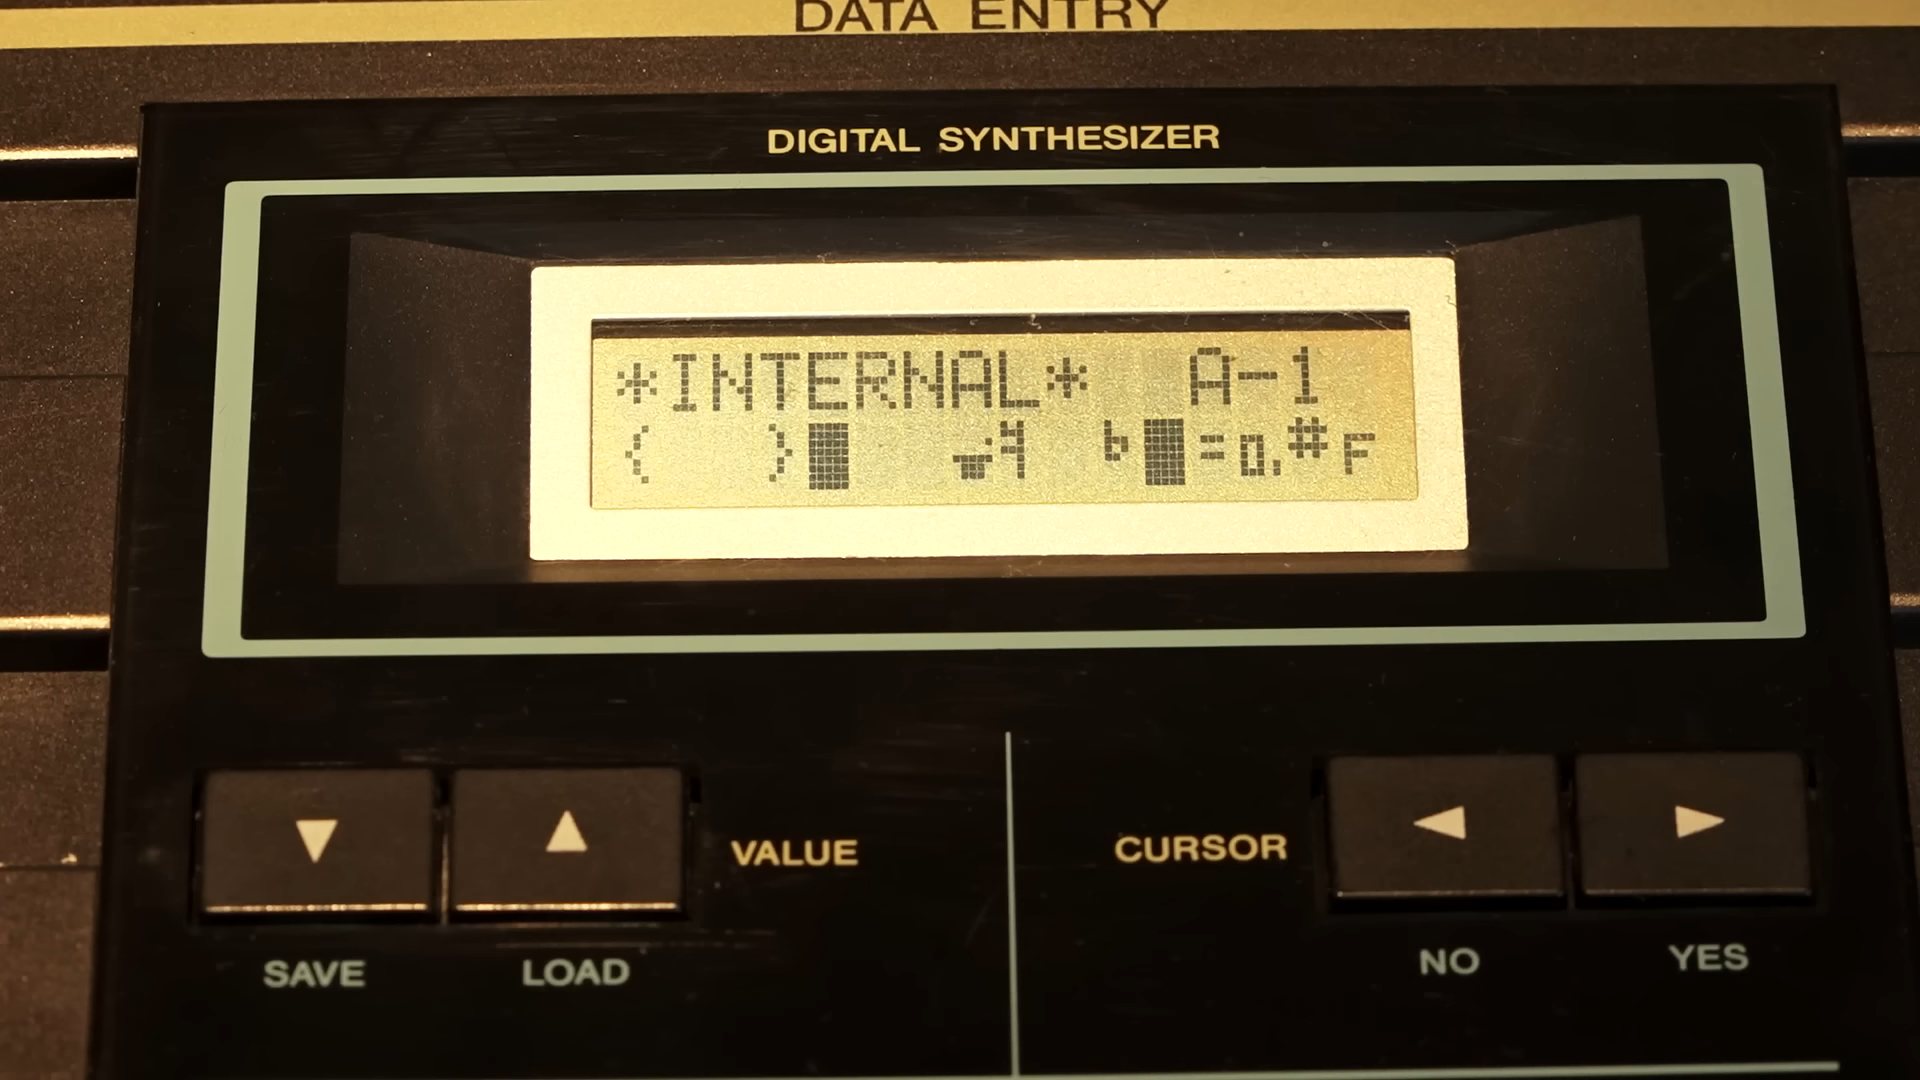 DATA ENTRY
DIGITAL SYNTHESIZER
*INTERNAL* A-1
VALUE
CURSOR
SAVE
LOAD
NO
YES